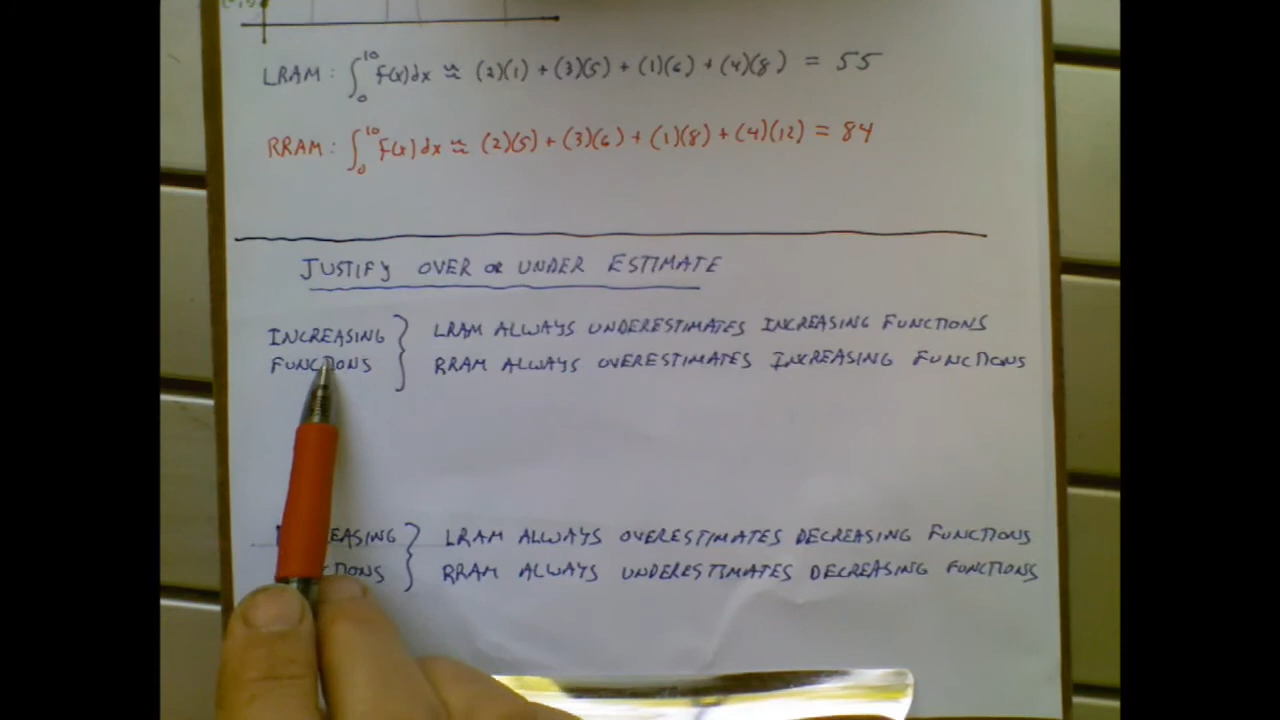 LRAM: ∫₀¹⁰ f(x)dx ≈ (2)(1) + (3)(5) + (1)(6) + (4)(8) = 55
RRAM: ∫₀¹⁰ f(x)dx ≈ (2)(5) + (3)(6) + (1)(8) + (4)(12) = 84
JUSTIFY OVER OR UNDER ESTIMATE
INCREASING } LRAM ALWAYS UNDERESTIMATES INCREASING FUNCTIONS
FUNCTIONS } RRAM ALWAYS OVERESTIMATES INCREASING FUNCTIONS
} LRAM ALWAYS OVERESTIMATES DECREASING FUNCTIONS
} RRAM ALWAYS UNDERESTIMATES DECREASING FUNCTIONS